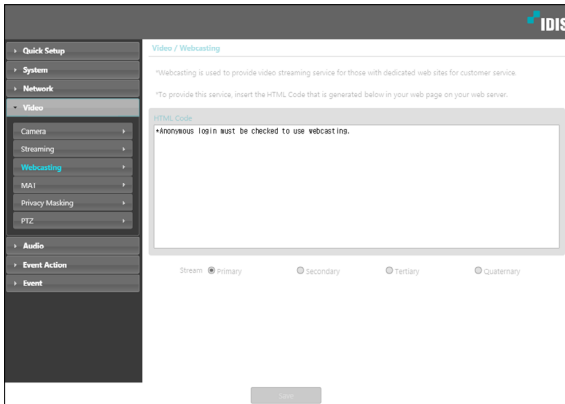 IDIS
Quick Setup
System
Network
Video
Camera
Streaming
Webcasting
MAT
Privacy Masking
PTZ
Audio
Event Action
Event
Video / Webcasting
*Webcasting is used to provide video streaming service for those with dedicated web sites for customer service.
*To provide this service, insert the HTML Code that is generated below in your web page on your web server.
HTML Code
*Anonymous login must be checked to use webcasting.
Stream Primary Secondary Tertiary Quaternary
Save